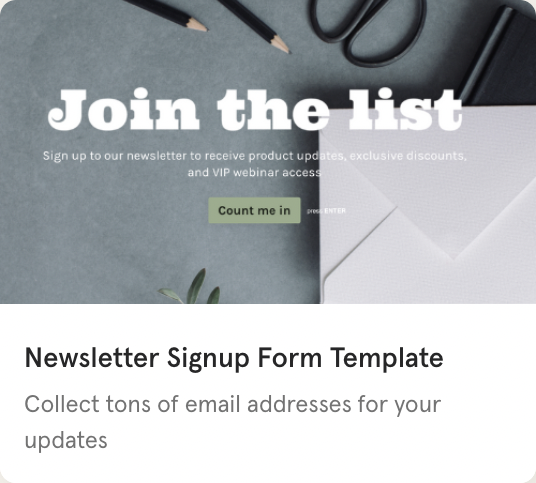 Join the list
Sign up to our newsletter to receive product updates, exclusive discounts,
and VIP webinar access
Count me in press ENTER
Newsletter Signup Form Template
Collect tons of email addresses for your
updates